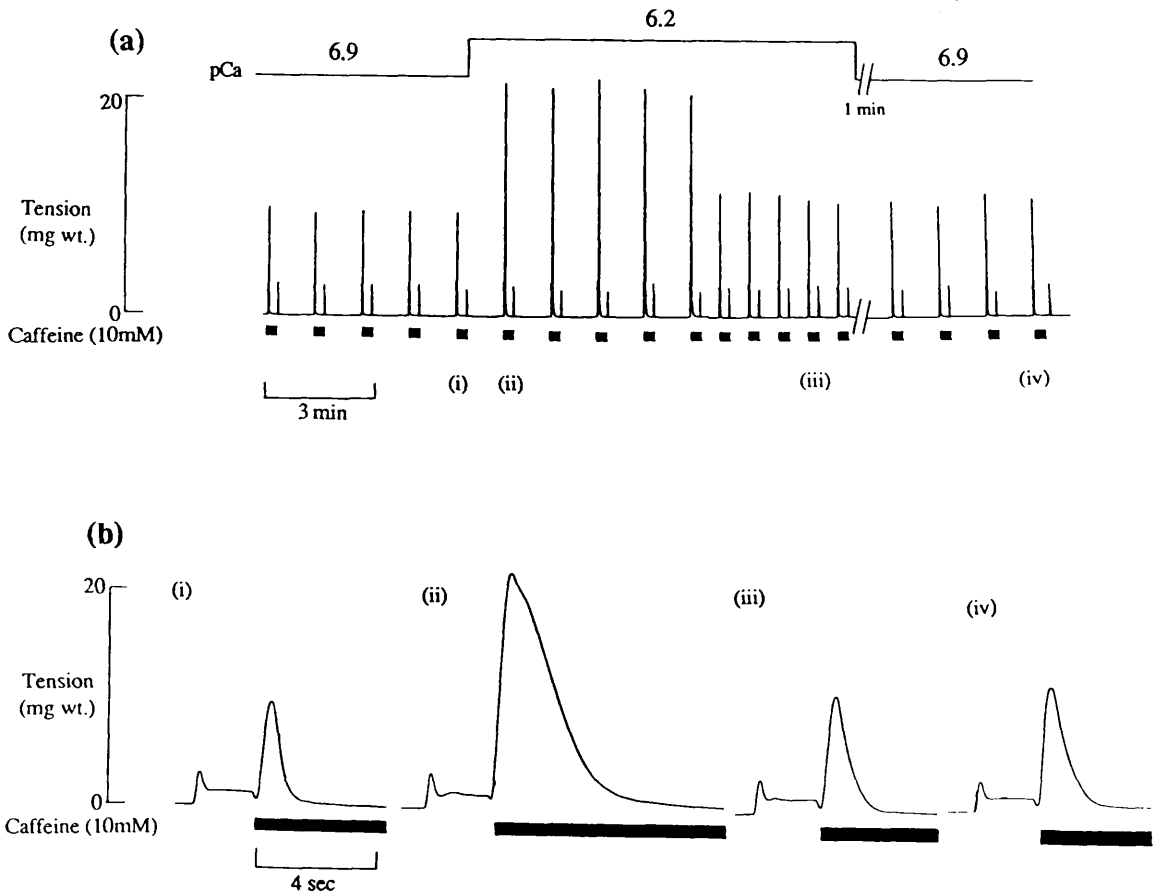 (a)
6.2
6.9
6.9
pCa
1 min
20
Tension
(mg wt.)
0
Caffeine (10mM)
(i)
(ii)
(iii)
(iv)
3 min
(b)
(i)
(ii)
(iii)
(iv)
20
Tension
(mg wt.)
0
Caffeine (10mM)
4 sec